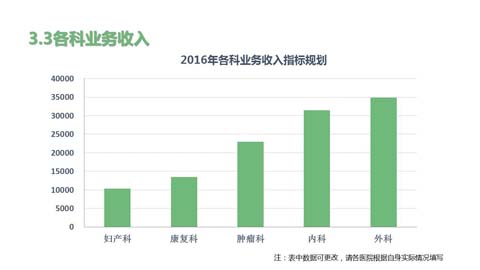 3.3各科业务收入
2016年各科业务收入指标规划
40000
35000
30000
25000
20000
15000
10000
5000
0
妇产科 康复科 肿瘤科 内科 外科
注：表中数据可更改，请各医院根据自身实际情况填写